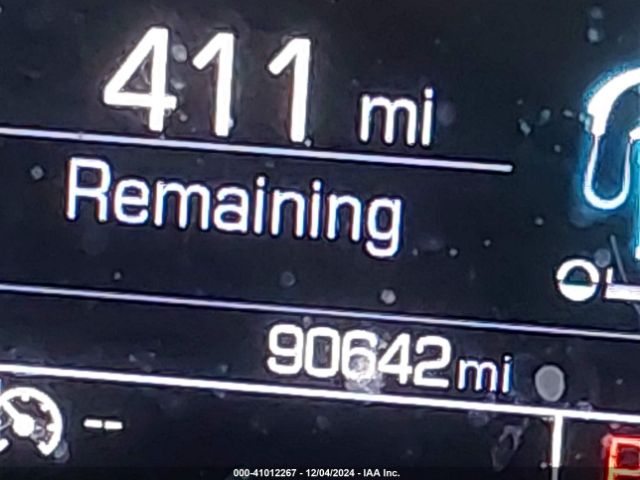 411 mi
Remaining
90642 mi
--
000-41012267 - 12/04/2024 - IAA Inc.